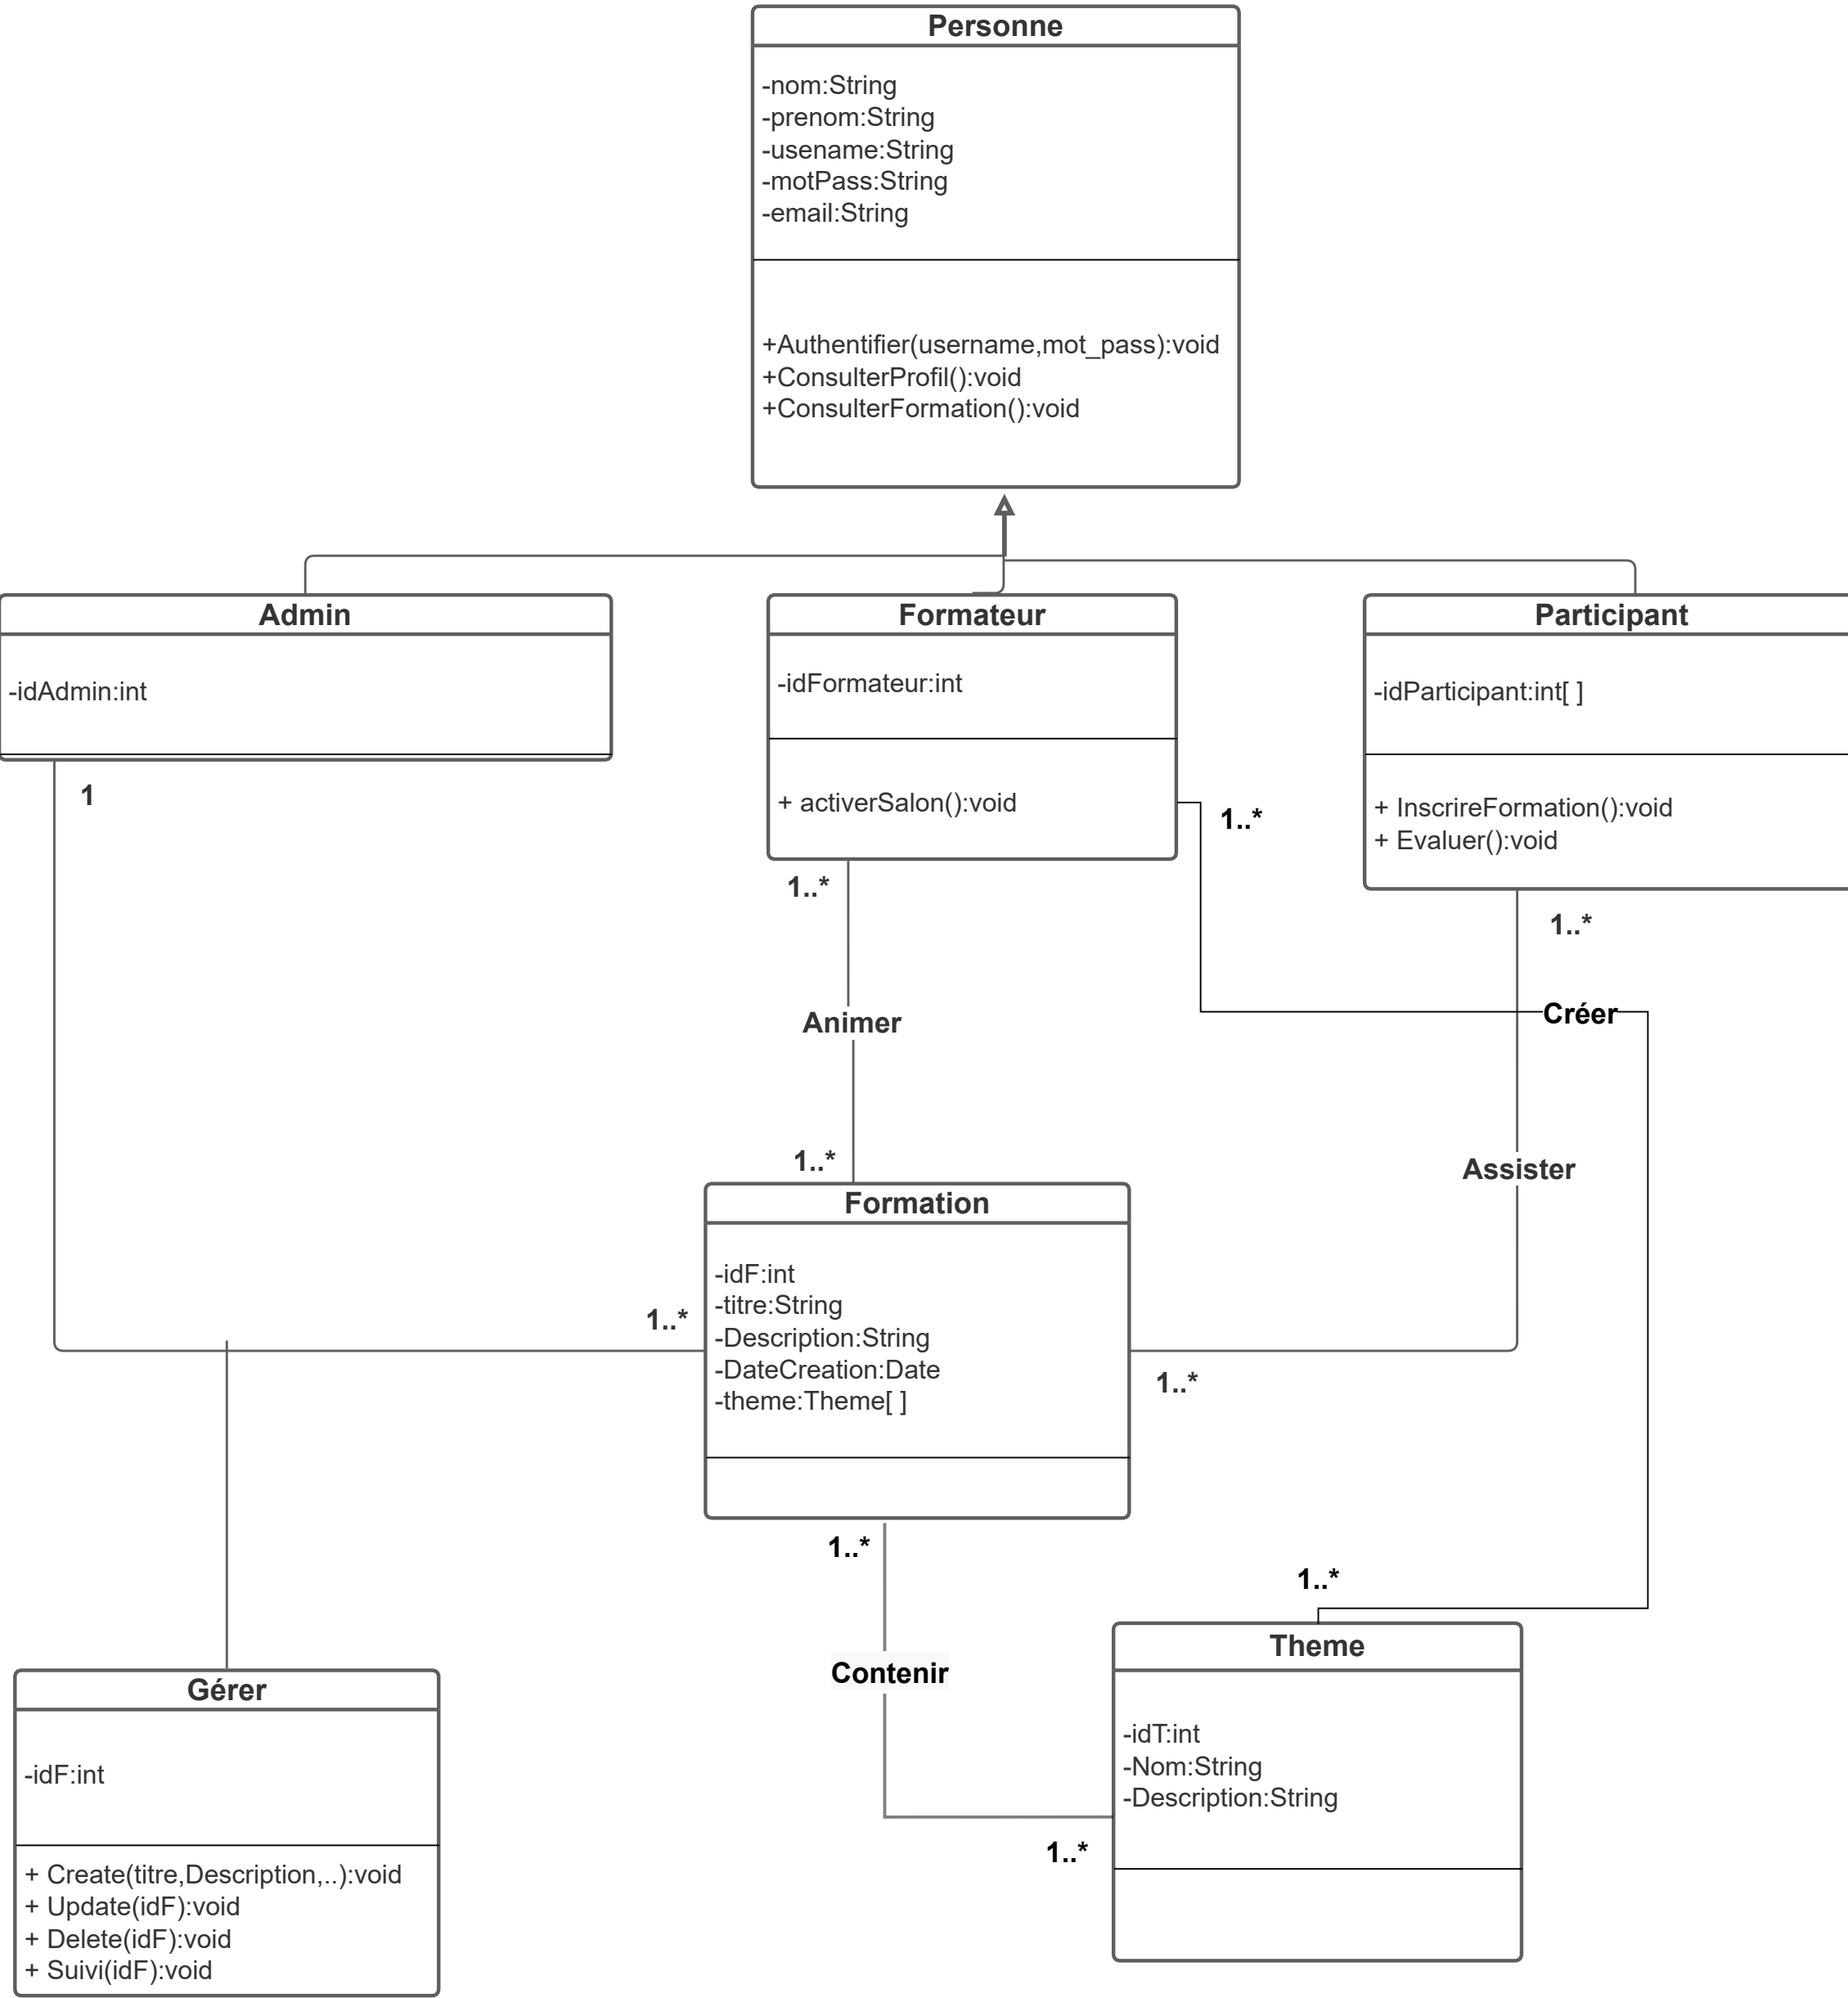 Personne
-nom:String
-prenom:String
-usename:String
-motPass:String
-email:String
+Authentifier(username,mot_pass):void
+ConsulterProfil():void
+ConsulterFormation():void
Admin
-idAdmin:int
1
Formateur
-idFormateur:int
+ activerSalon():void
1..*
1..*
Participant
-idParticipant:int[ ]
+ InscrireFormation():void
+ Evaluer():void
1..*
Créer
Animer
Assister
1..*
Formation
-idF:int
-titre:String
-Description:String
-DateCreation:Date
-theme:Theme[ ]
1..*
1..*
1..*
1..*
Contenir
Theme
-idT:int
-Nom:String
-Description:String
1..*
Gérer
-idF:int
+ Create(titre,Description,..):void
+ Update(idF):void
+ Delete(idF):void
+ Suivi(idF):void